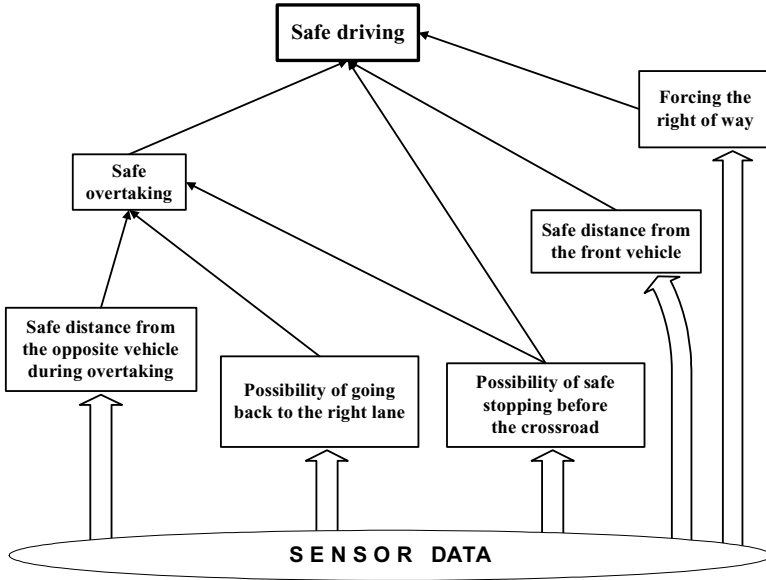 Safe driving
Forcing the
right of way
Safe
overtaking
Safe distance from
the front vehicle
Safe distance from
the opposite vehicle
during overtaking
Possibility of going
back to the right lane
Possibility of safe
stopping before
the crossroad
SENSOR DATA